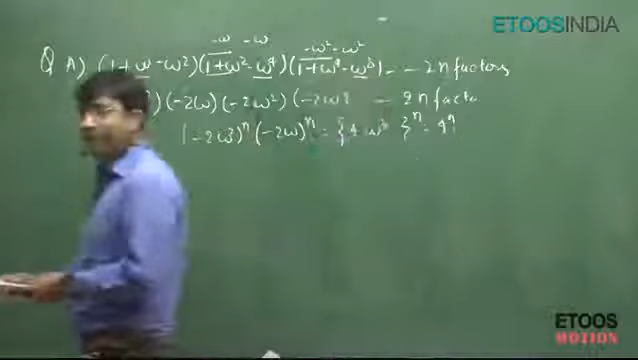 ETOOSINDIA
-ω -ω -ω² -ω²
Q A) (1+ω-ω²)(1+ω²-ω⁴)(1+ω⁴-ω⁸) - - 2n factors
) (-2ω) (-2ω²) (-2ω - 2n facto
(-2ω²)ⁿ (-2ω)ⁿ = {4 ω³ }ⁿ = 4ⁿ
ETOOS
MOTION